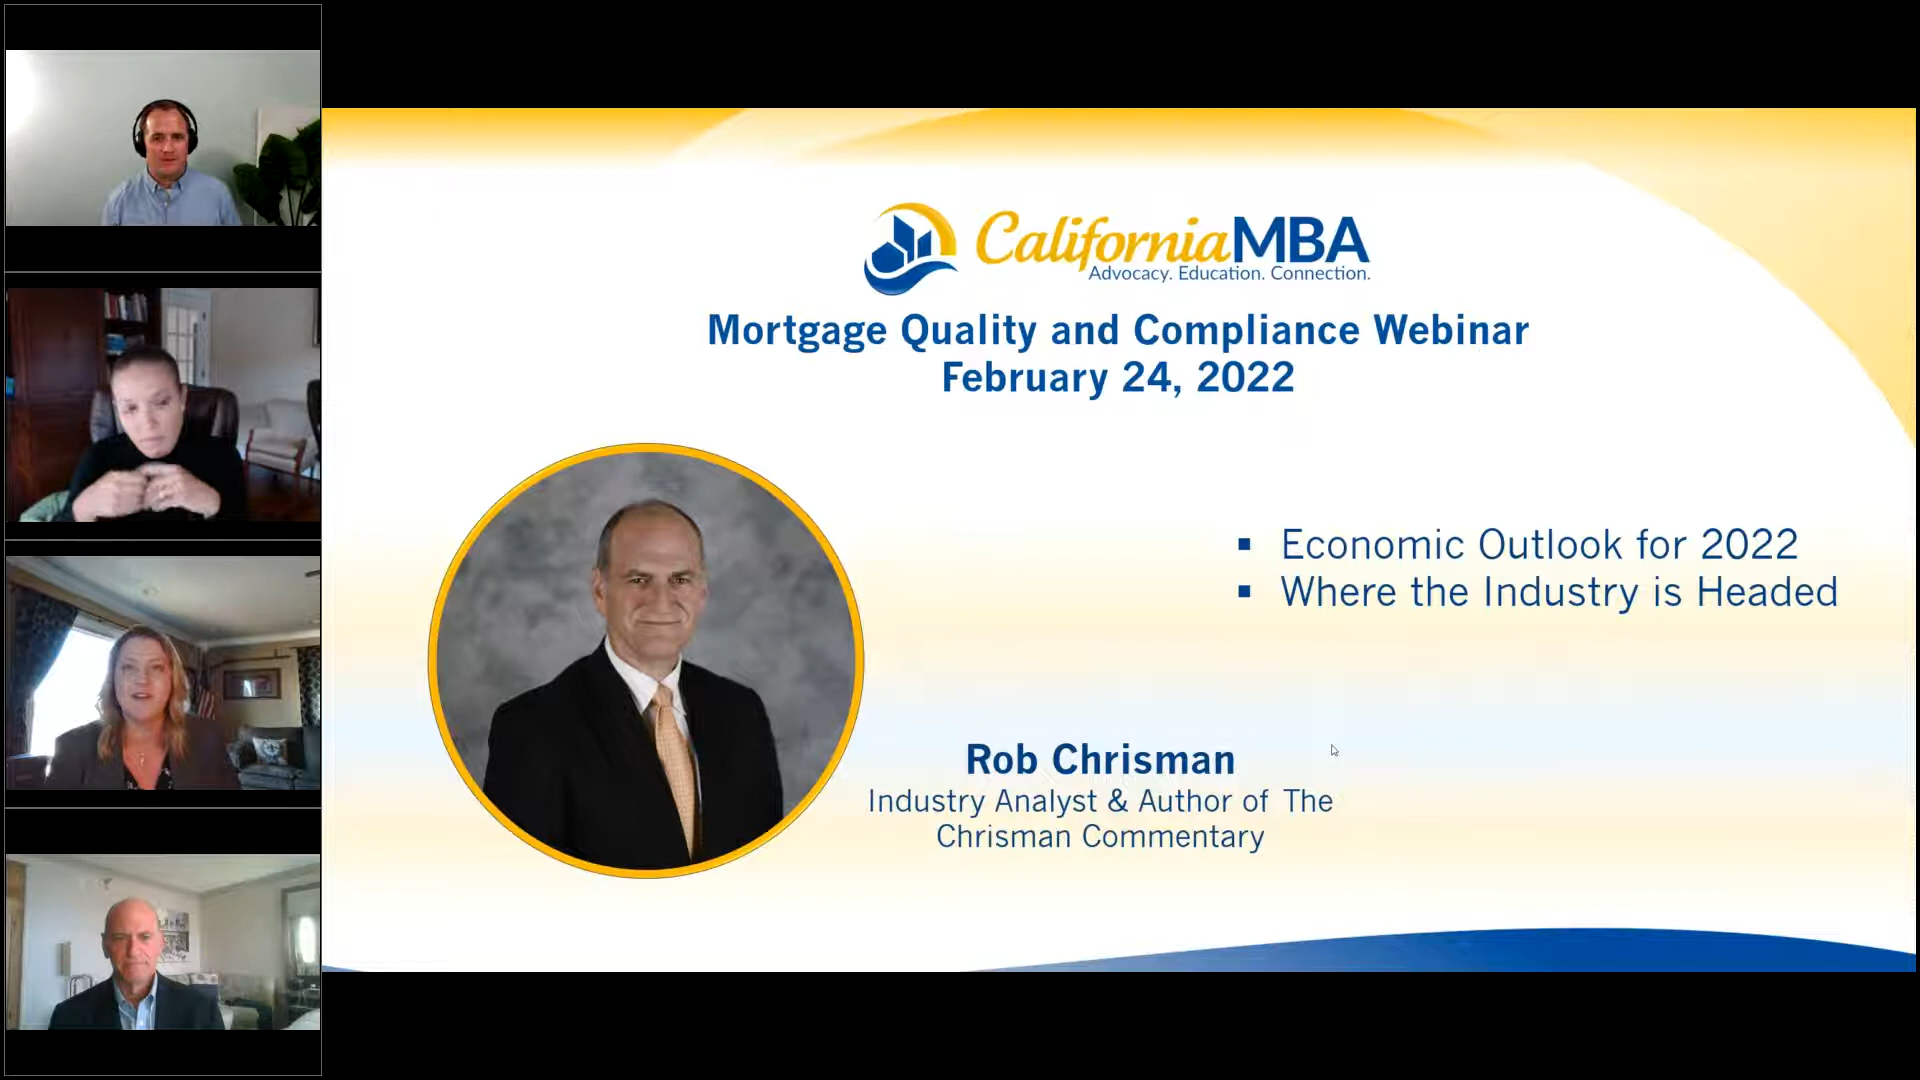 CaliforniaMBA
Advocacy. Education. Connection.
Mortgage Quality and Compliance Webinar
February 24, 2022
▪ Economic Outlook for 2022
▪ Where the Industry is Headed
Rob Chrisman
Industry Analyst & Author of The
Chrisman Commentary